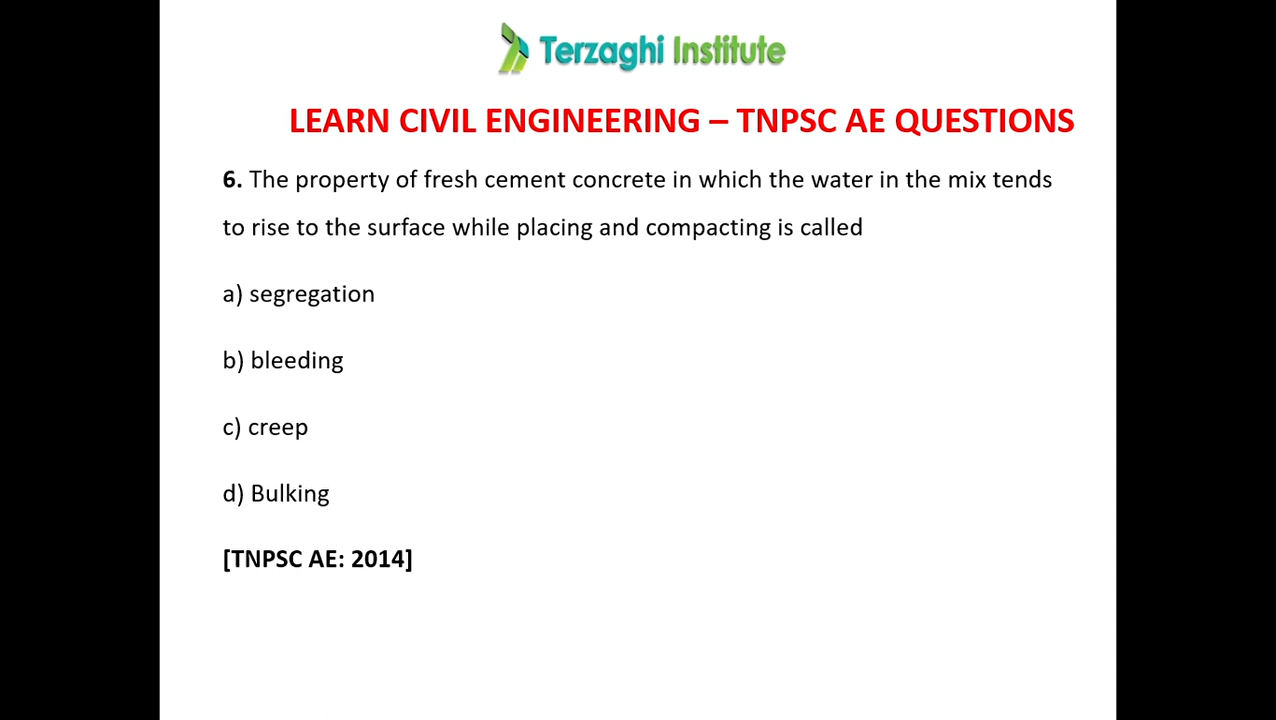 Terzaghi Institute
LEARN CIVIL ENGINEERING – TNPSC AE QUESTIONS
6. The property of fresh cement concrete in which the water in the mix tends
to rise to the surface while placing and compacting is called
a) segregation
b) bleeding
c) creep
d) Bulking
[TNPSC AE: 2014]